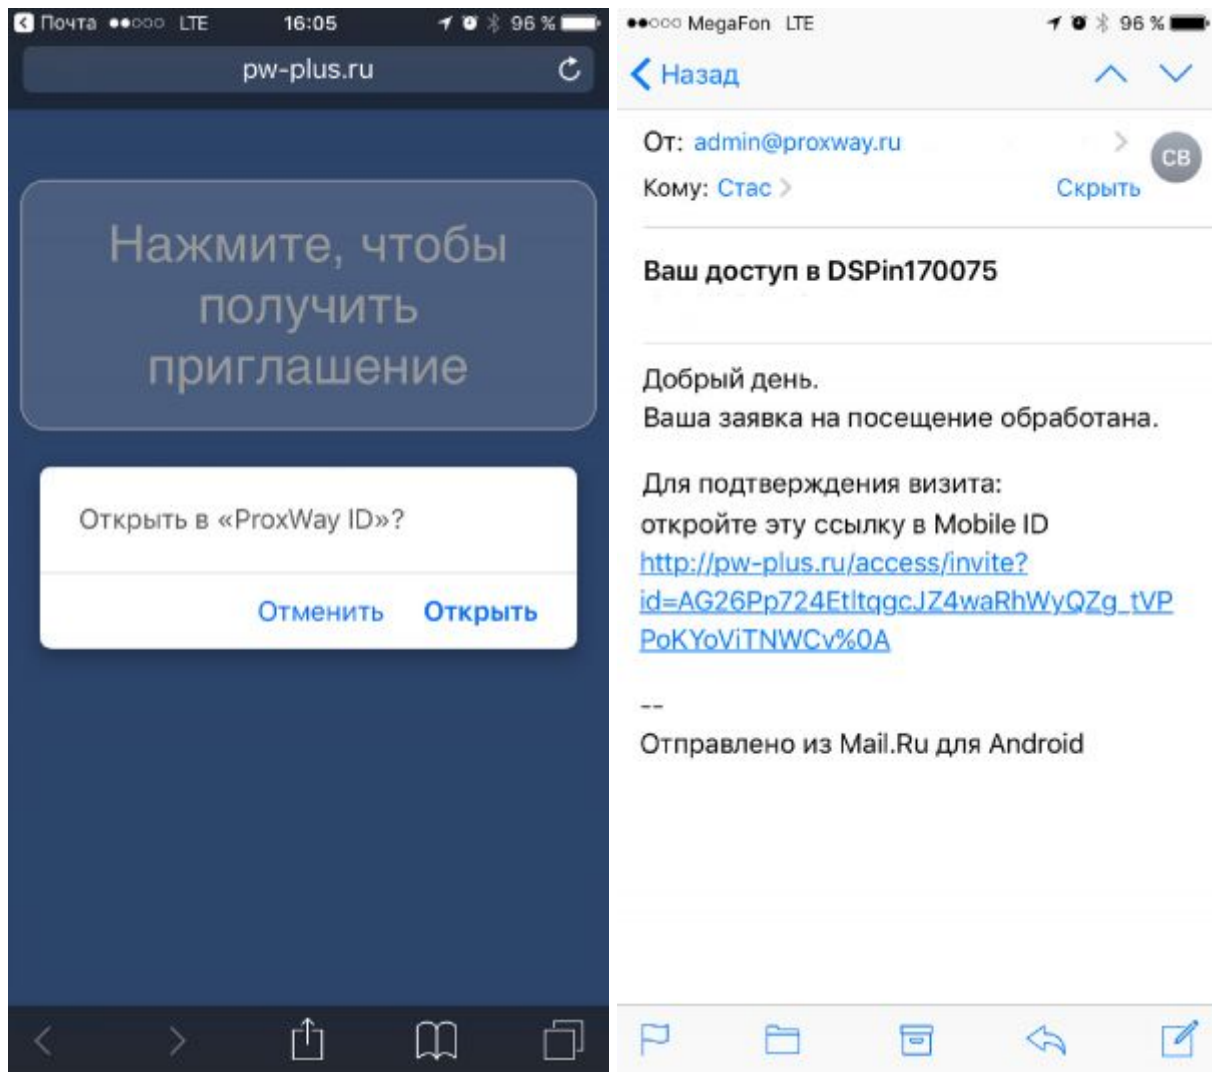 Почта LTE 16:05 96 %
pw-plus.ru
Нажмите, чтобы
получить
приглашение
Открыть в «ProxWay ID»?
Отменить Открыть
MegaFon LTE 96 %
Назад
От: admin@proxway.ru
СВ
Кому: Стас
Скрыть
Ваш доступ в DSPin170075
Добрый день.
Ваша заявка на посещение обработана.
Для подтверждения визита:
откройте эту ссылку в Mobile ID
http://pw-plus.ru/access/invite?
id=AG26Pp724EtltqgcJZ4waRhWyQZg_tVP
PoKYoViTNWCv%0A
--
Отправлено из Mail.Ru для Android